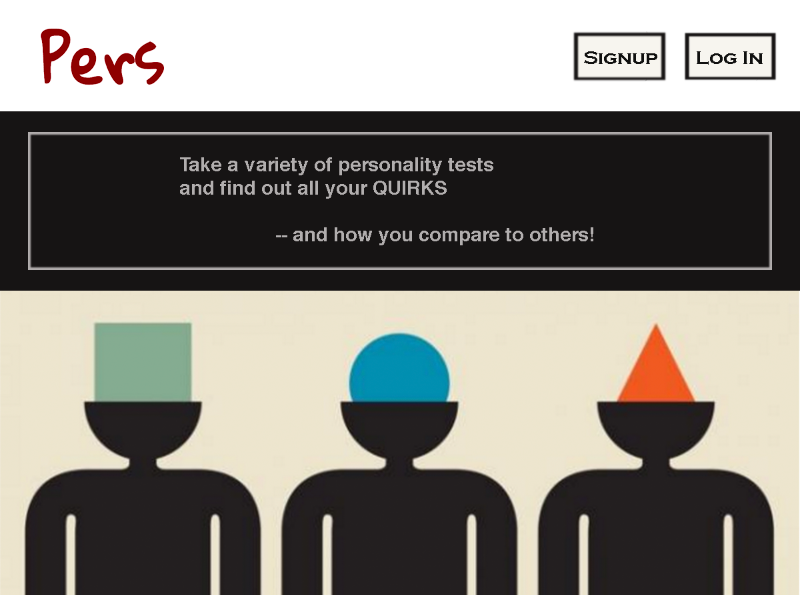 Pers
SIGNUP
LOG IN
Take a variety of personality tests
and find out all your QUIRKS
-- and how you compare to others!